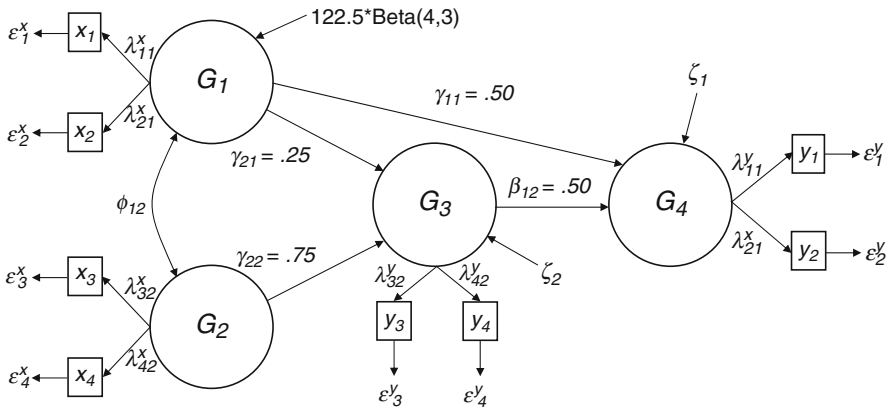 122.5*Beta(4,3)
ε₁ˣ
x₁
λ₁₁ˣ
G₁
ζ₁
γ₁₁ = .50
ε₂ˣ
x₂
λ₂₁ˣ
γ₂₁ = .25
λ₁₁ʸ
y₁
ε₁ʸ
ϕ₁₂
G₃
β₁₂ = .50
G₄
λ₂₁ˣ
y₂
ε₂ʸ
γ₂₂ = .75
ε₃ˣ
x₃
λ₃₂ˣ
λ₃₂ʸ
λ₄₂ʸ
ζ₂
G₂
y₃
y₄
ε₄ˣ
x₄
λ₄₂ˣ
ε₃ʸ
ε₄ʸ